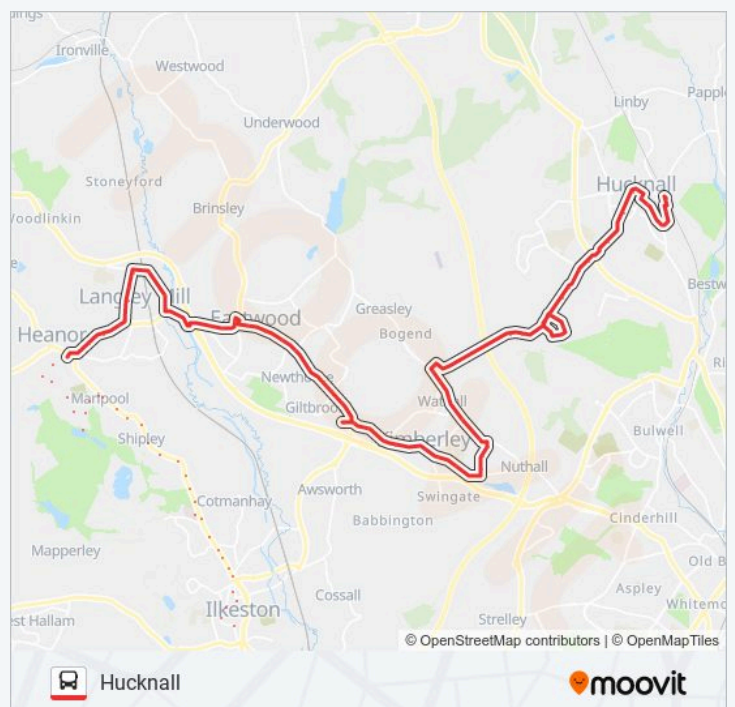 Ironville
Westwood
Linby
Papple
Underwood
Hucknall
Stoneyford
Brinsley
Woodlinkin
Bestw
Langley Mill
Eastwood
Greasley
Heanor
Bogend
Newthorpe
Marlpool
Giltbrook
Watnall
Kimberley
Bulwell
Shipley
Nuthall
Awsworth
Swingate
Cotmanhay
Babbington
Cinderhill
Mapperley
Old B
Cossall
Aspley
Ilkeston
Whitemo
est Hallam
Strelley
© OpenStreetMap contributors | © OpenMapTiles
Hucknall
moovit